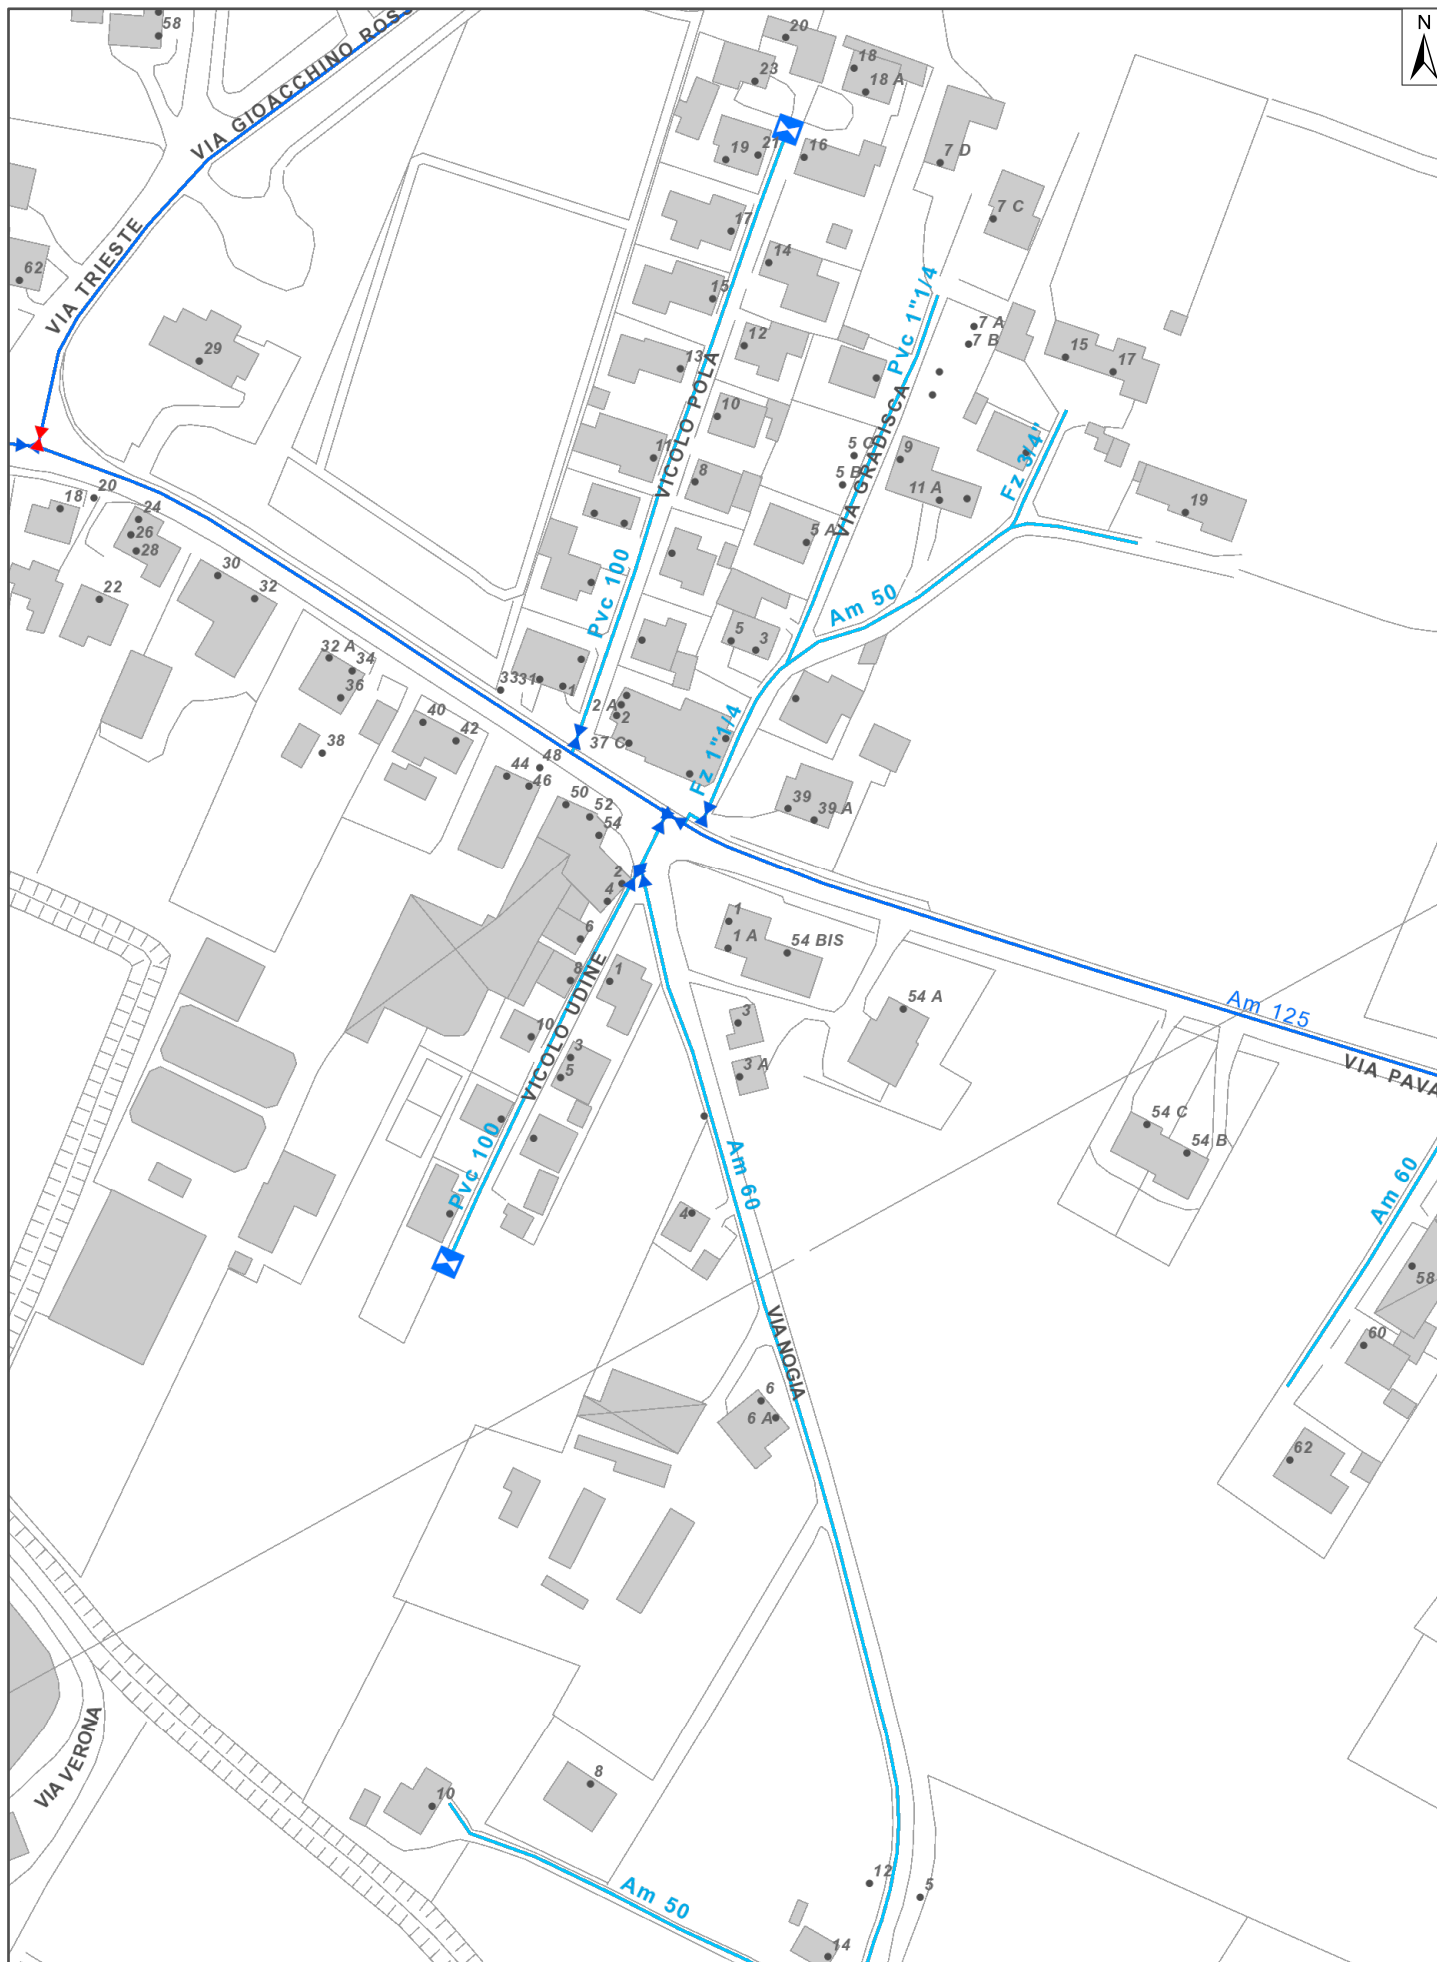 N
58
20
18
18 A
23
VIA GIOACCHINO ROSS
19
21
16
7 D
7 C
17
14
62
VIA TRIESTE
15
12
Pvc 1"1/4
7 A
7 B
29
13
15
17
VICOLO POLA
10
VIA GRADISCA
11
8
5 C
5 B
9
11 A
Fz 3/4"
19
18
20
24
26
28
5 A
30
32
22
Pvc 100
Am 50
5
3
32 A
34
36
33
31
1
2 A
2
37 C
Fz 1"1/4
40
42
38
48
44
46
50
52
54
39
39 A
2
4
6
8
1
1
1 A
54 BIS
VICOLO UDINE
10
3
5
54 A
3
3 A
Am 125
VIA PAVA
54 C
54 B
Pvc 100
Am 60
4
Am 60
58
60
VIA NOGIA
6
6 A
62
VIA VERONA
10
8
12
5
Am 50
14